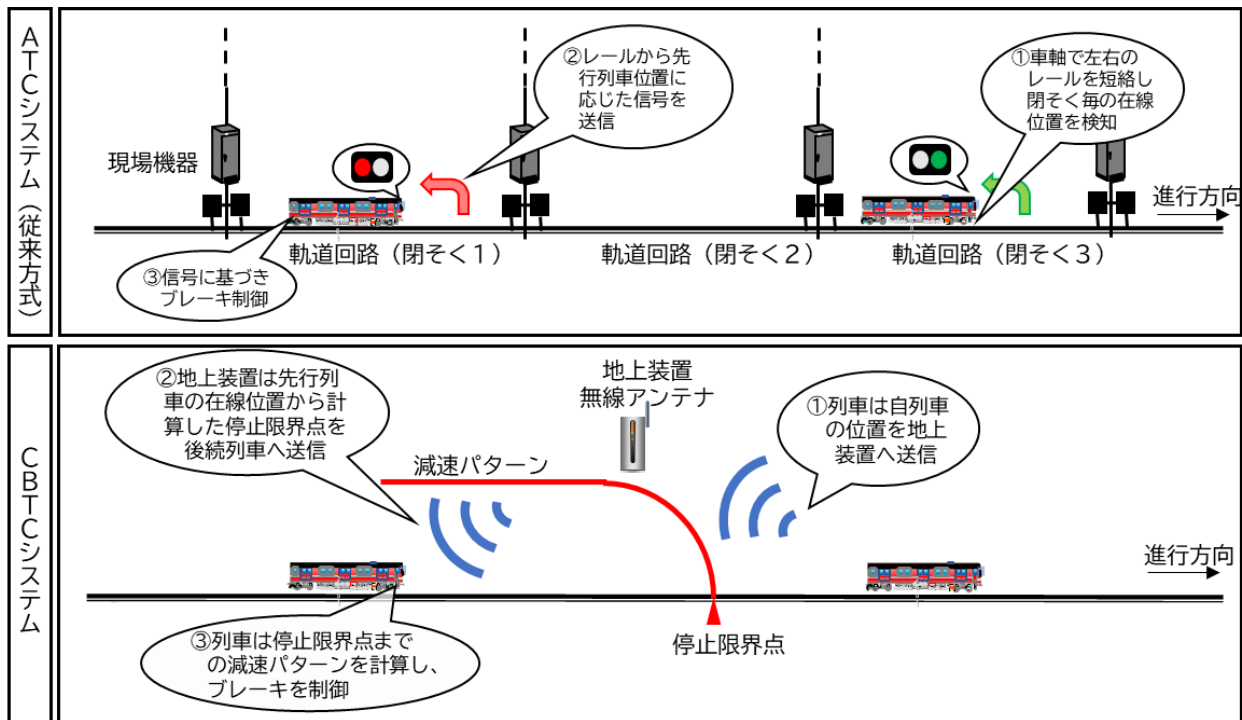 ATCシステム（従来方式）
②レールから先
行列車位置に
応じた信号を
送信
①車軸で左右の
レールを短絡し
閉そく毎の在線
位置を検知
現場機器
進行方向
軌道回路（閉そく１）
軌道回路（閉そく２）
軌道回路（閉そく３）
③信号に基づき
ブレーキ制御
CBTCシステム
②地上装置は先行列
車の在線位置から計
算した停止限界点を
後続列車へ送信
地上装置
無線アンテナ
①列車は自列車
の位置を地上
装置へ送信
減速パターン
進行方向
③列車は停止限界点まで
の減速パターンを計算し、
ブレーキを制御
停止限界点